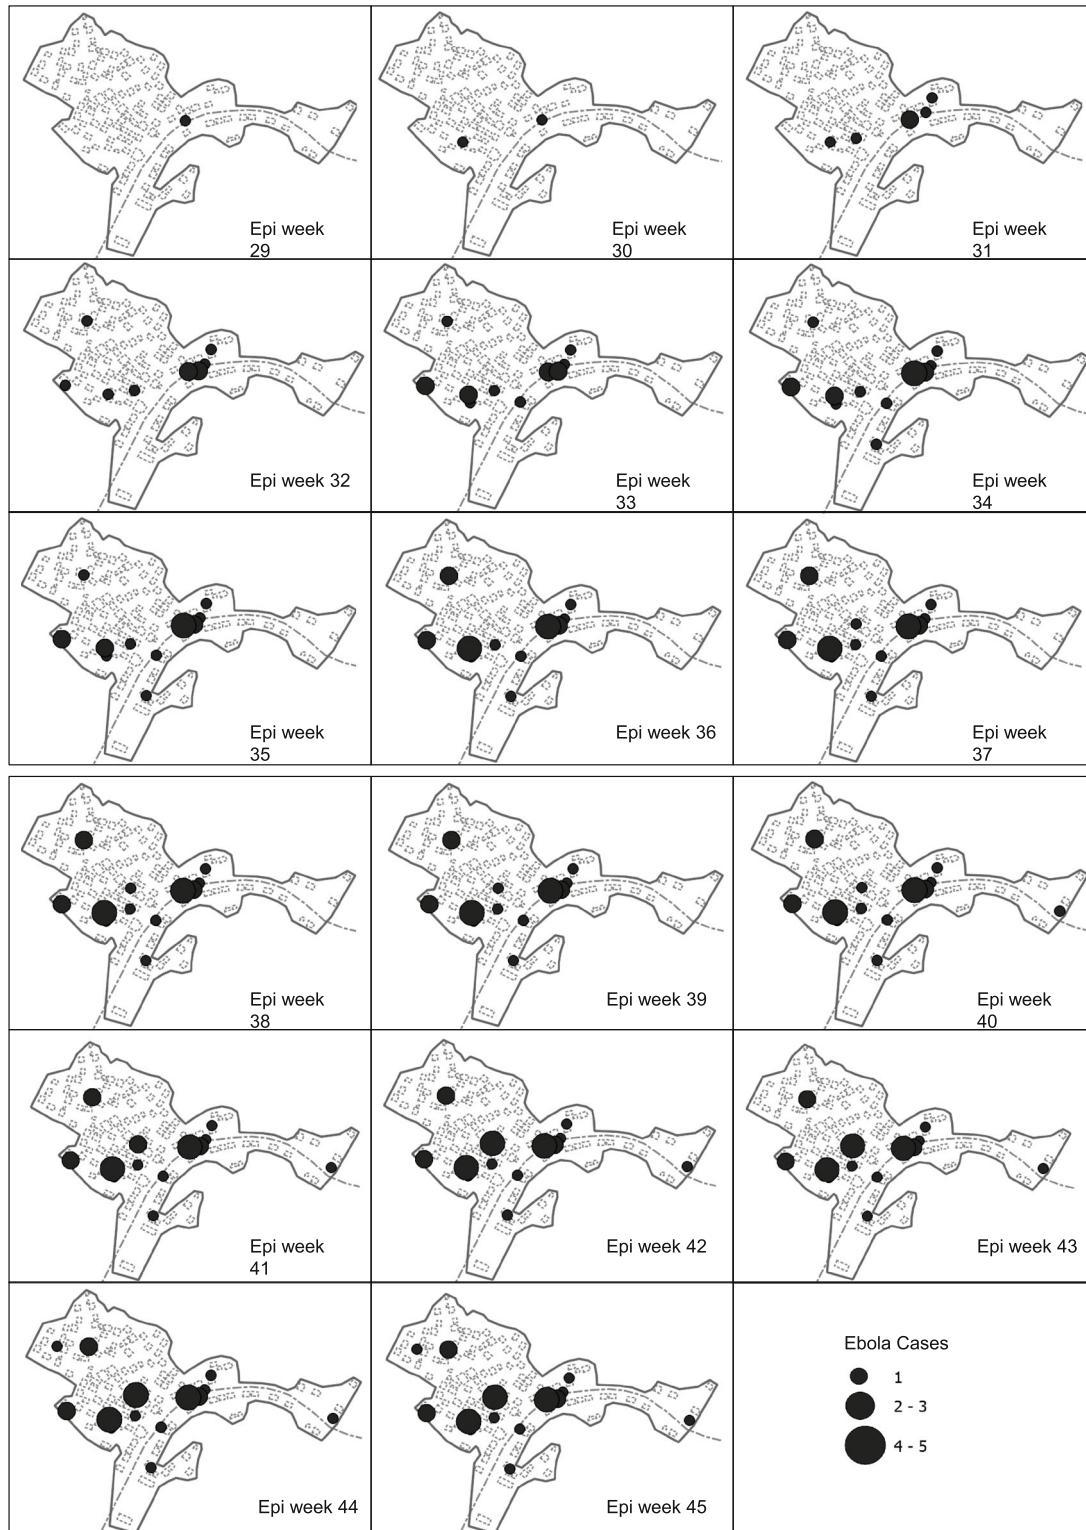 Epi week
29
Epi week
30
Epi week
31
Epi week 32
Epi week
33
Epi week
34
Epi week
35
Epi week 36
Epi week
37
Epi week
38
Epi week 39
Epi week
40
Epi week
41
Epi week 42
Epi week 43
Epi week 44
Epi week 45
Ebola Cases
1
2 - 3
4 - 5